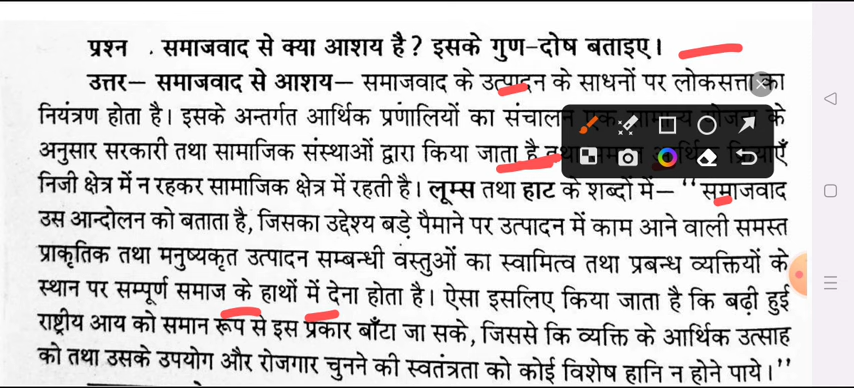 प्रश्न . समाजवाद से क्या आशय है? इसके गुण-दोष बताइए।
उत्तर— समाजवाद से आशय— समाजवाद के उत्पादन के साधनों पर लोकसत्ता का
नियंत्रण होता है। इसके अन्तर्गत आर्थिक प्रणालियों का संचालन एक सामान्य योजना के
अनुसार सरकारी तथा सामाजिक संस्थाओं द्वारा किया जाता है तथा आर्थिक क्रियाएँ
निजी क्षेत्र में न रहकर सामाजिक क्षेत्र में रहती है। लूम्स तथा हाट के शब्दों में— “समाजवाद
उस आन्दोलन को बताता है, जिसका उद्देश्य बड़े पैमाने पर उत्पादन में काम आने वाली समस्त
प्राकृतिक तथा मनुष्यकृत उत्पादन सम्बन्धी वस्तुओं का स्वामित्व तथा प्रबन्ध व्यक्तियों के
स्थान पर सम्पूर्ण समाज के हाथों में देना होता है। ऐसा इसलिए किया जाता है कि बढ़ी हुई
राष्ट्रीय आय को समान रूप से इस प्रकार बाँटा जा सके, जिससे कि व्यक्ति के आर्थिक उत्साह
को तथा उसके उपयोग और रोजगार चुनने की स्वतंत्रता को कोई विशेष हानि न होने पाये।”